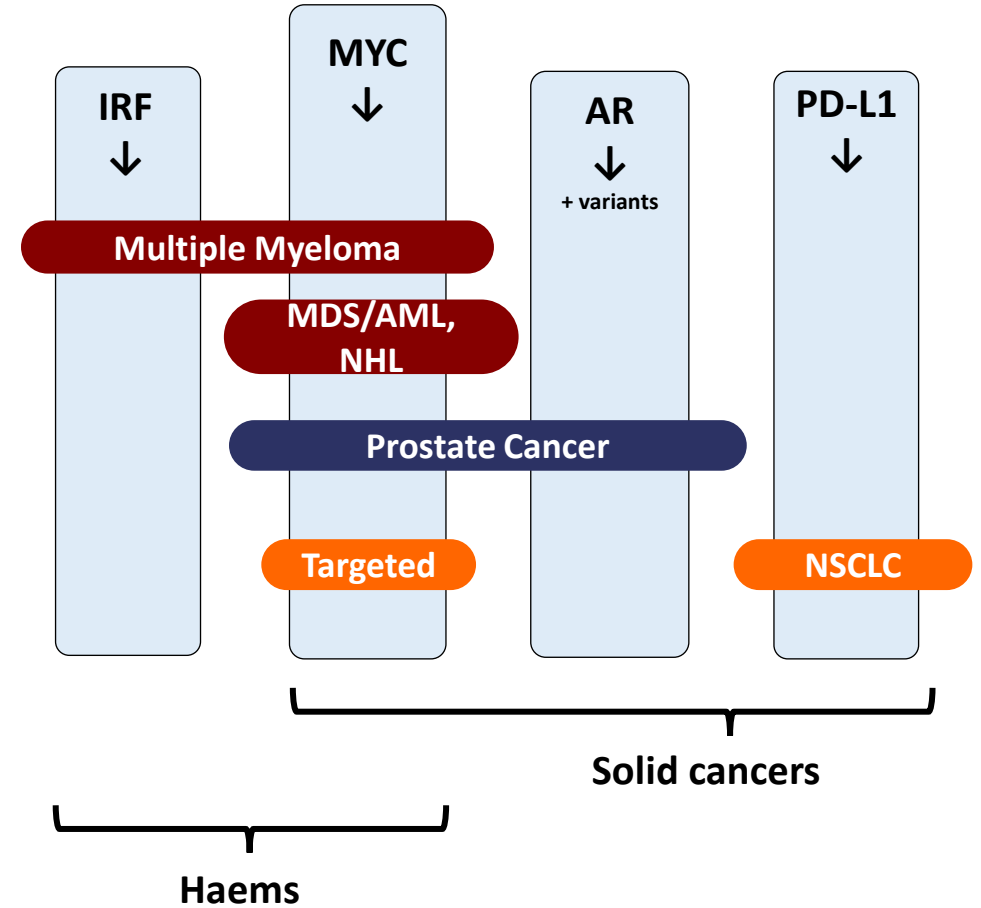 IRF
↓
MYC
↓
AR
↓
+ variants
PD-L1
↓
Multiple Myeloma
MDS/AML,
NHL
Prostate Cancer
Targeted
NSCLC
Solid cancers
Haems